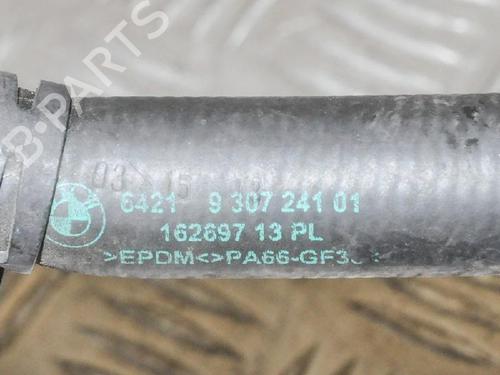 B-PARTS
6421 9 307 241 01
162697 13 PL
>EPDM<>PA66-GF3